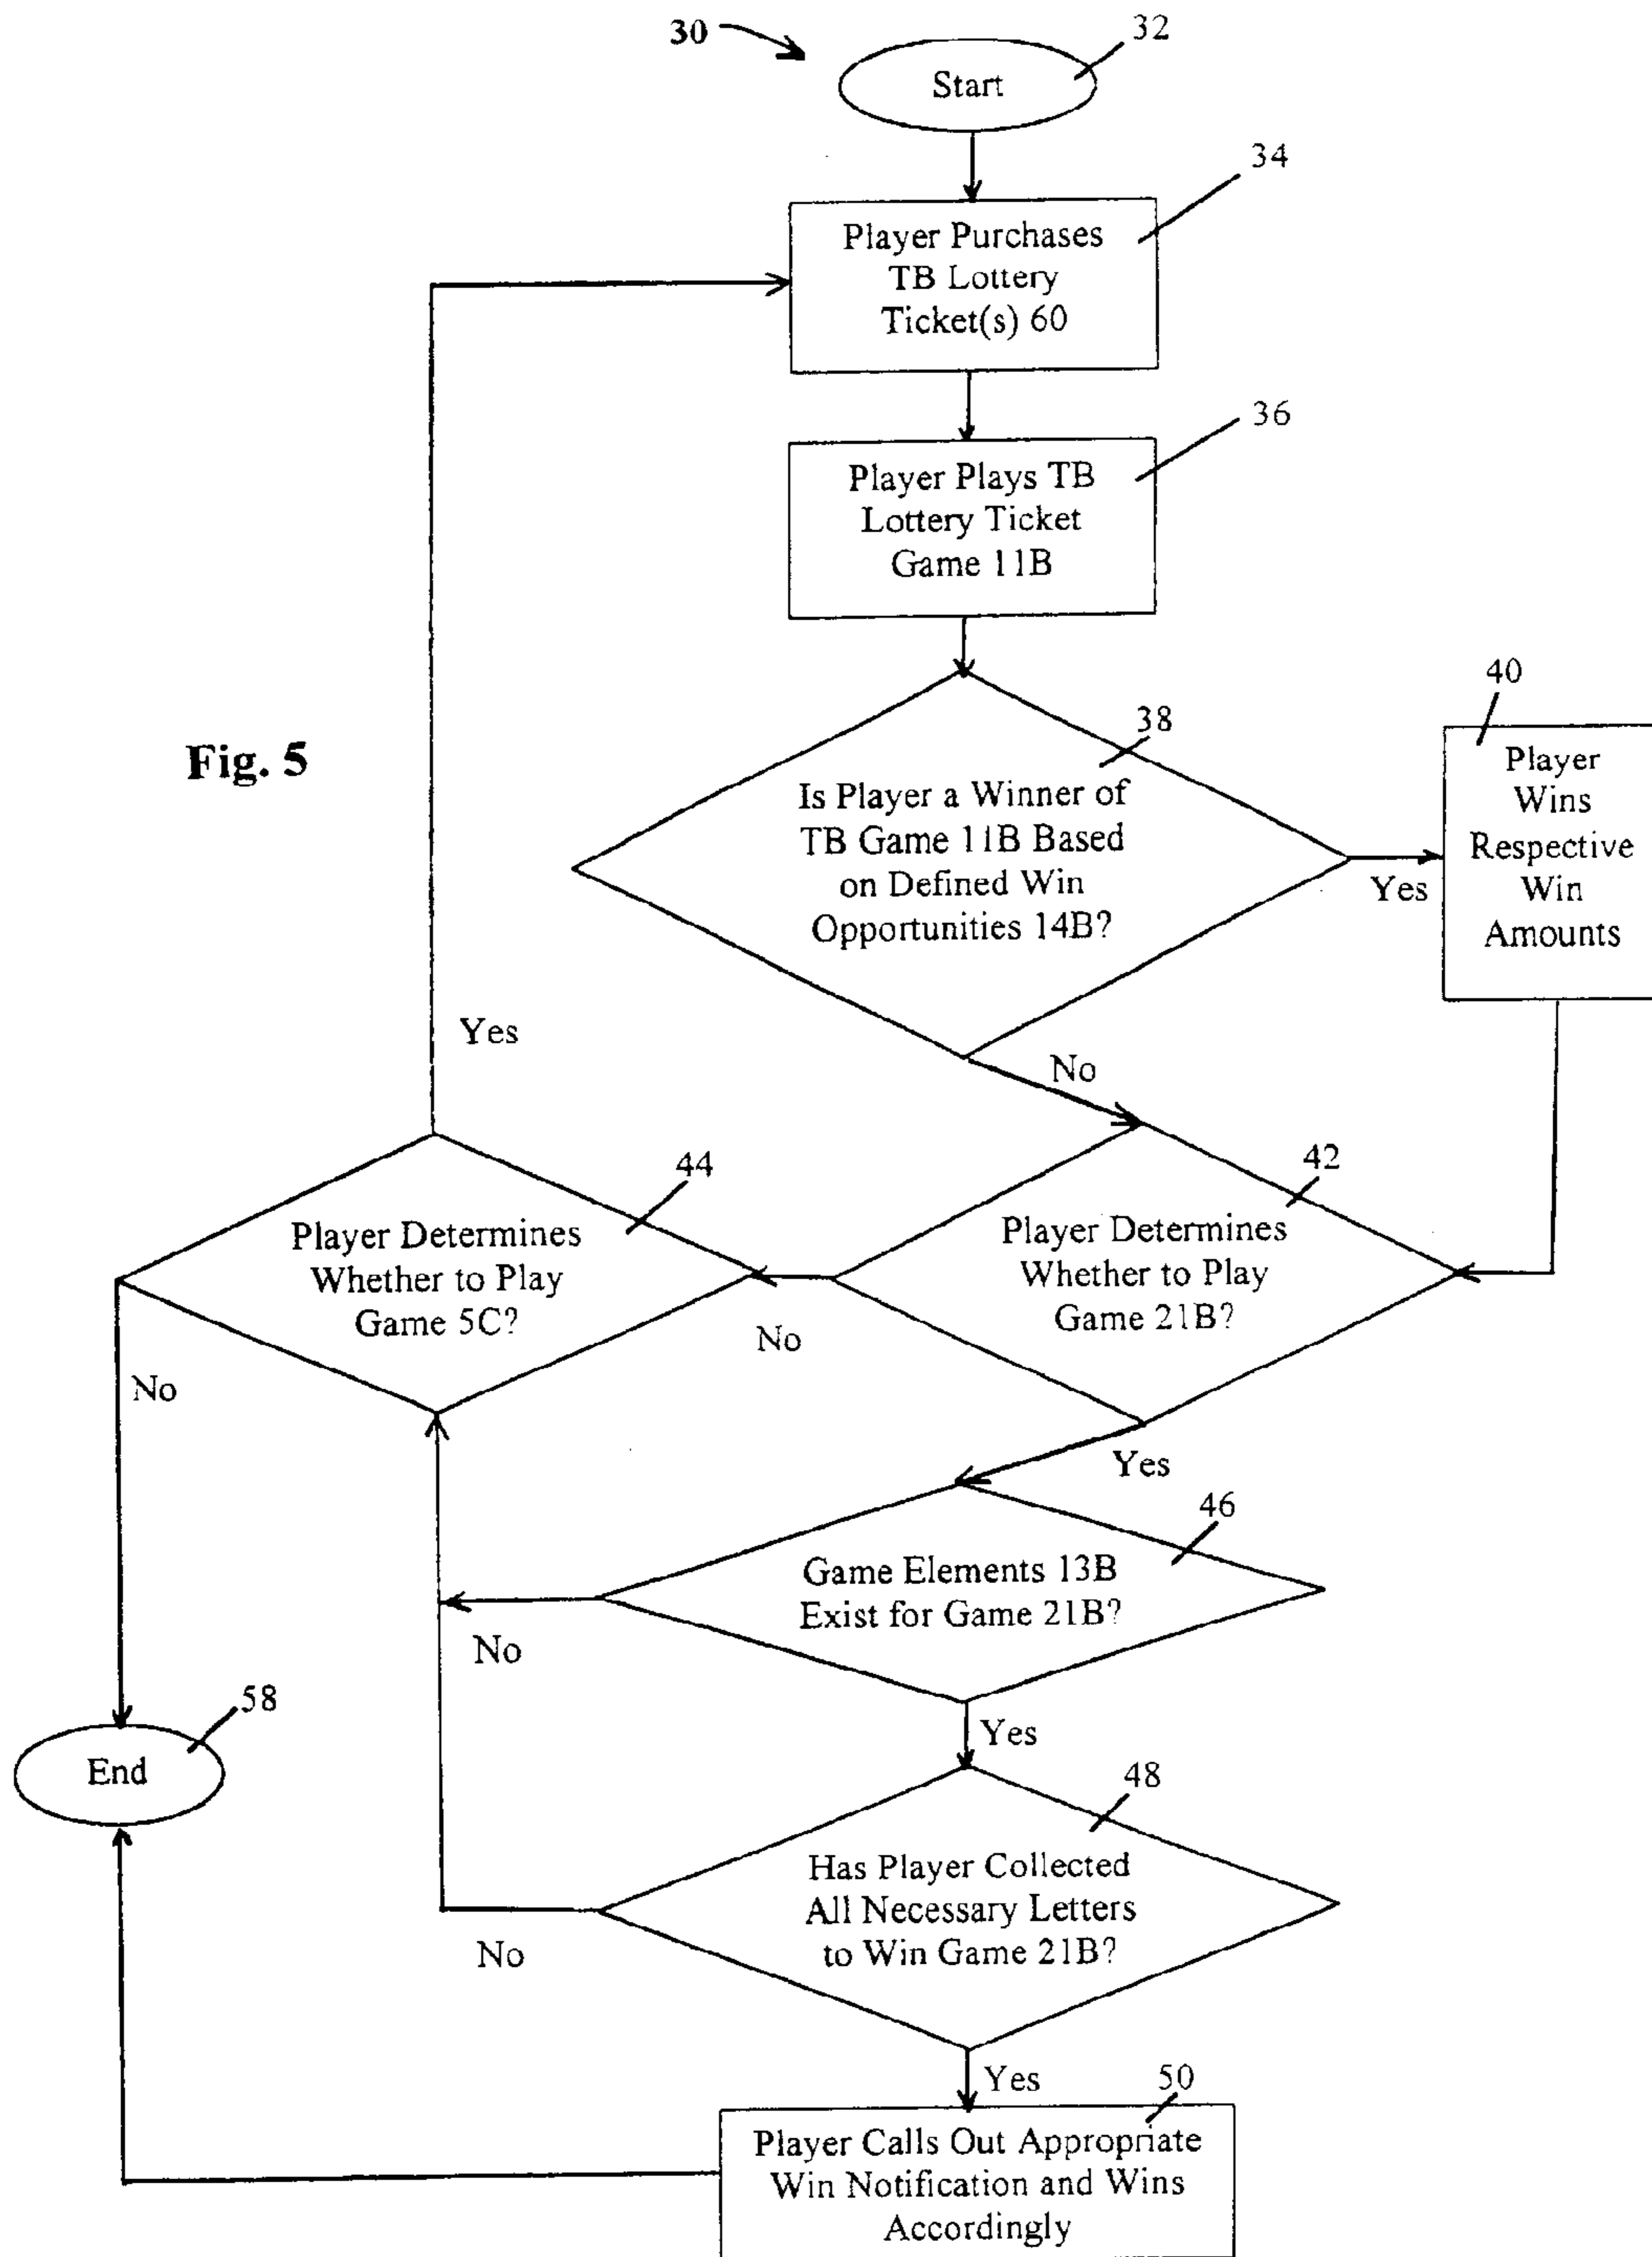 30
32
Start
34
Player Purchases
TB Lottery
Ticket(s) 60
36
Player Plays TB
Lottery Ticket
Game 11B
Fig. 5
38
Is Player a Winner of
TB Game 11B Based
on Defined Win
Opportunities 14B?
Yes
40
Player
Wins
Respective
Win
Amounts
No
Yes
44
Player Determines
Whether to Play
Game 5C?
42
Player Determines
Whether to Play
Game 21B?
No
No
Yes
46
Game Elements 13B
Exist for Game 21B?
No
Yes
58
End
48
Has Player Collected
All Necessary Letters
to Win Game 21B?
No
Yes
50
Player Calls Out Appropriate
Win Notification and Wins
Accordingly